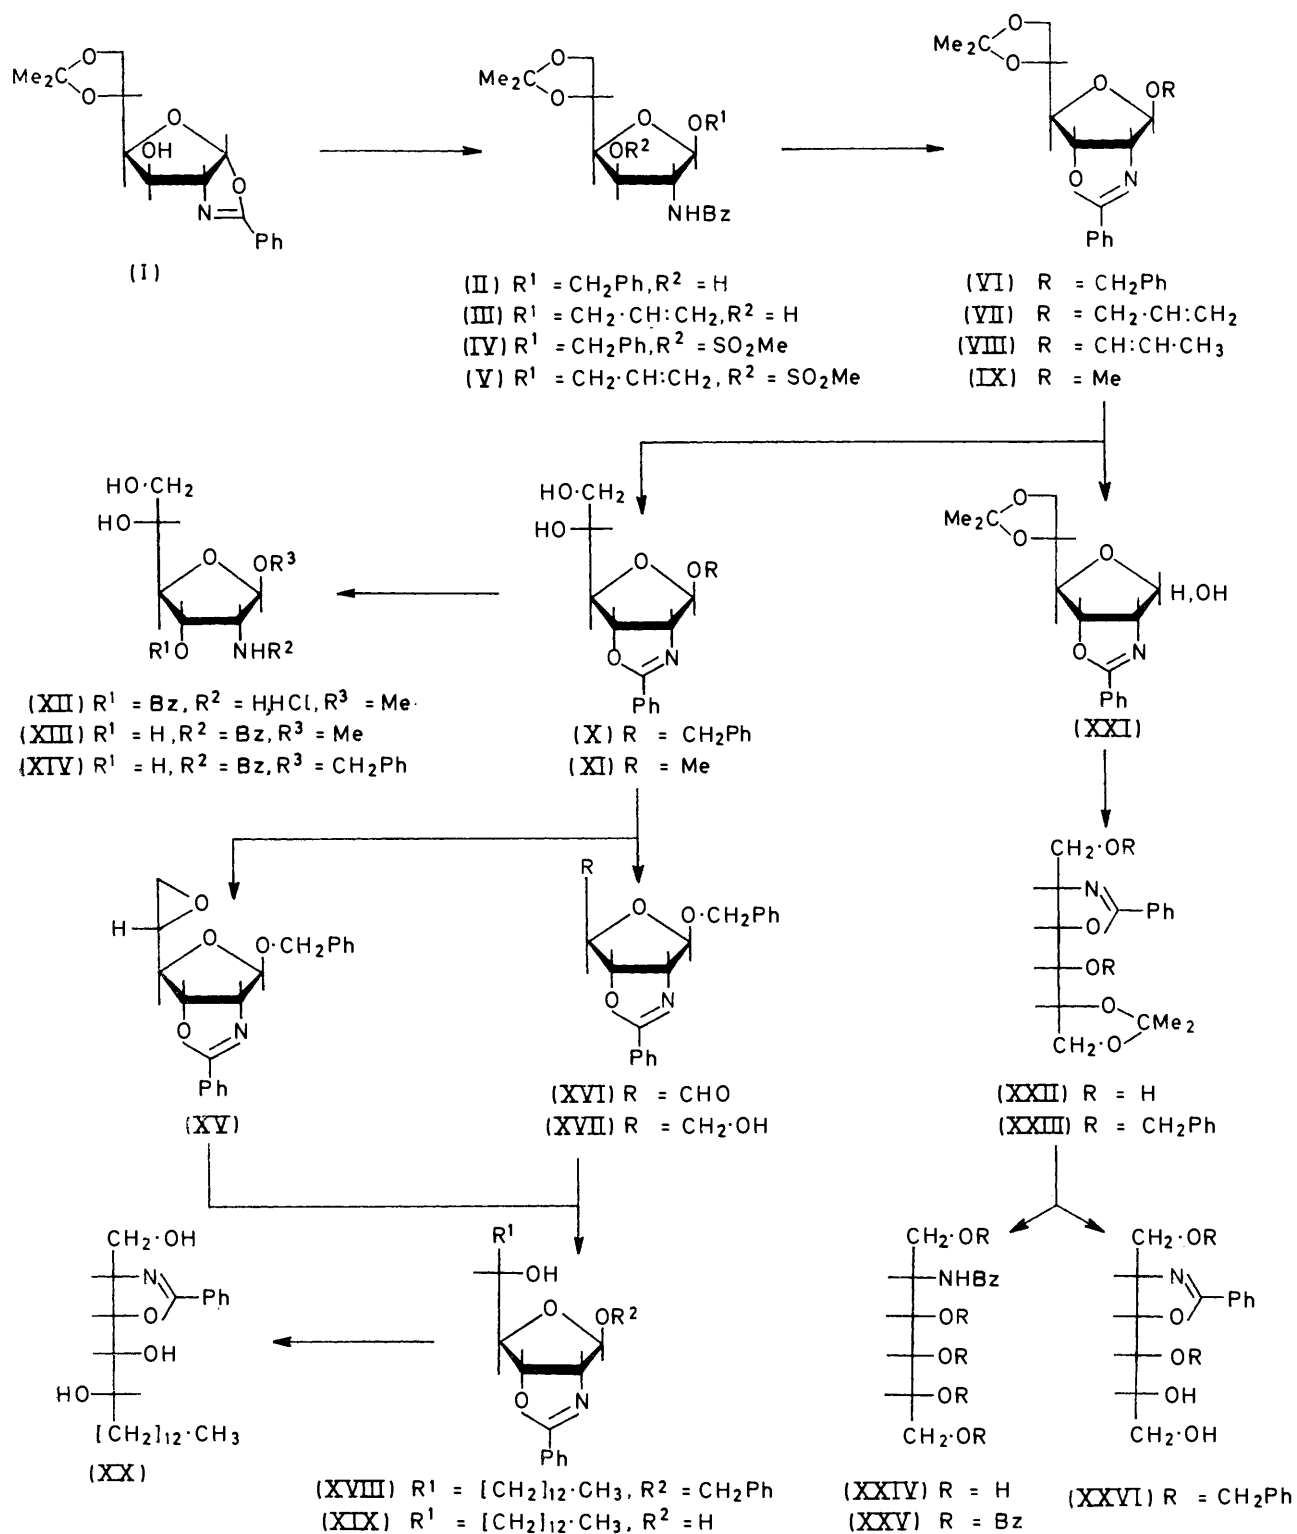 Me2C
O
O
O
OH
O
N
Ph
(I)
Me2C
O
O
O
OR1
OR2
NHBz
(II) R1 = CH2Ph, R2 = H
(III) R1 = CH2·CH:CH2, R2 = H
(IV) R1 = CH2Ph, R2 = SO2Me
(V) R1 = CH2·CH:CH2, R2 = SO2Me
Me2C
O
O
O
OR
O
N
Ph
(VI) R = CH2Ph
(VII) R = CH2·CH:CH2
(VIII) R = CH:CH·CH3
(IX) R = Me
HO·CH2
HO
O
OR3
R1O
NHR2
(XII) R1 = Bz, R2 = H,HCl, R3 = Me
(XIII) R1 = H, R2 = Bz, R3 = Me
(XIV) R1 = H, R2 = Bz, R3 = CH2Ph
HO·CH2
HO
O
OR
O
N
Ph
(X) R = CH2Ph
(XI) R = Me
Me2C
O
O
O
H,OH
O
N
Ph
(XXI)
O
H
O
O·CH2Ph
O
N
Ph
(XV)
R
O
O·CH2Ph
O
N
Ph
(XVI) R = CHO
(XVII) R = CH2·OH
CH2·OR
N
Ph
O
OR
O
CMe2
CH2·O
(XXII) R = H
(XXIII) R = CH2Ph
CH2·OH
N
Ph
O
OH
HO
[CH2]12·CH3
(XX)
R1
OH
O
OR2
O
N
Ph
(XVIII) R1 = [CH2]12·CH3, R2 = CH2Ph
(XIX) R1 = [CH2]12·CH3, R2 = H
CH2·OR
NHBz
OR
OR
OR
CH2·OR
(XXIV) R = H
(XXV) R = Bz
CH2·OR
N
Ph
O
OR
OH
CH2·OH
(XXVI) R = CH2Ph